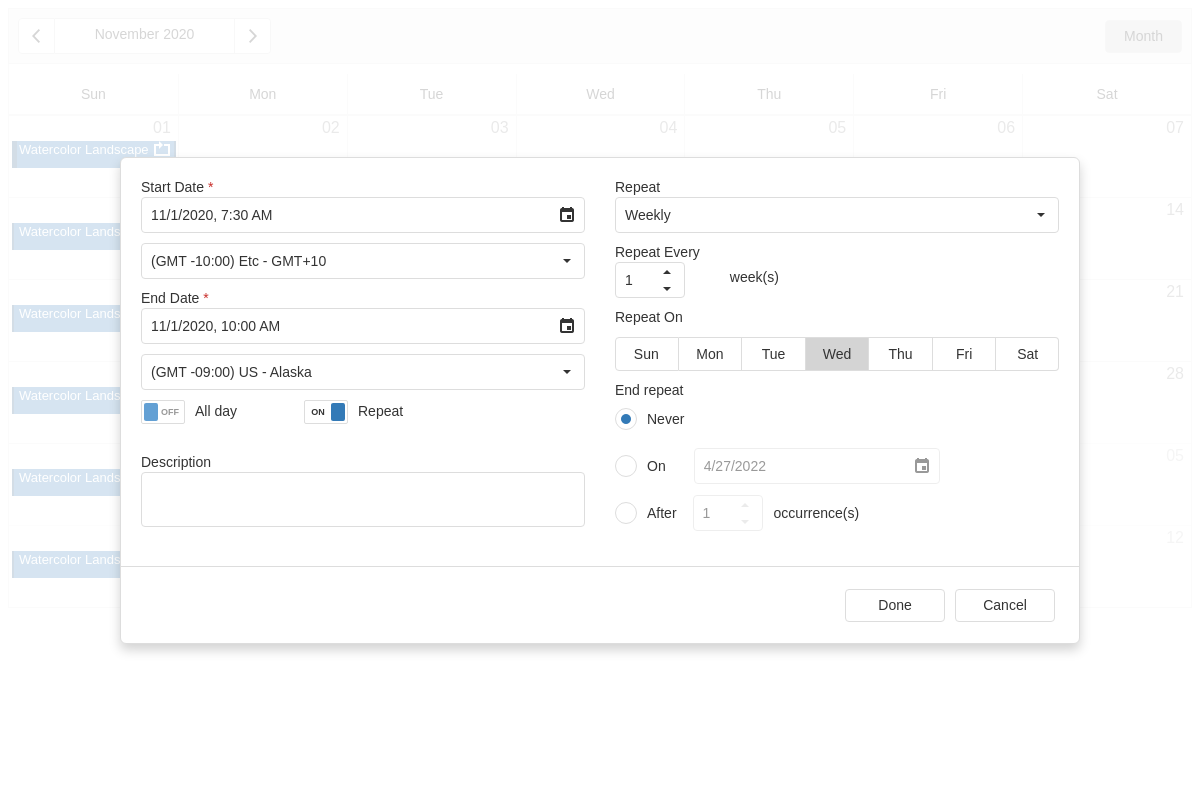 November 2020
Month
Sun Mon Tue Wed Thu Fri Sat
01 02 03 04 05 06 07
Watercolor Landscape
14
Watercolor Lands
21
Watercolor Lands
28
Watercolor Lands
05
Watercolor Lands
12
Watercolor Lands
Start Date *
11/1/2020, 7:30 AM
(GMT -10:00) Etc - GMT+10
End Date *
11/1/2020, 10:00 AM
(GMT -09:00) US - Alaska
OFF All day ON Repeat
Description
Repeat
Weekly
Repeat Every
1 week(s)
Repeat On
Sun Mon Tue Wed Thu Fri Sat
End repeat
Never
On 4/27/2022
After 1 occurrence(s)
Done Cancel